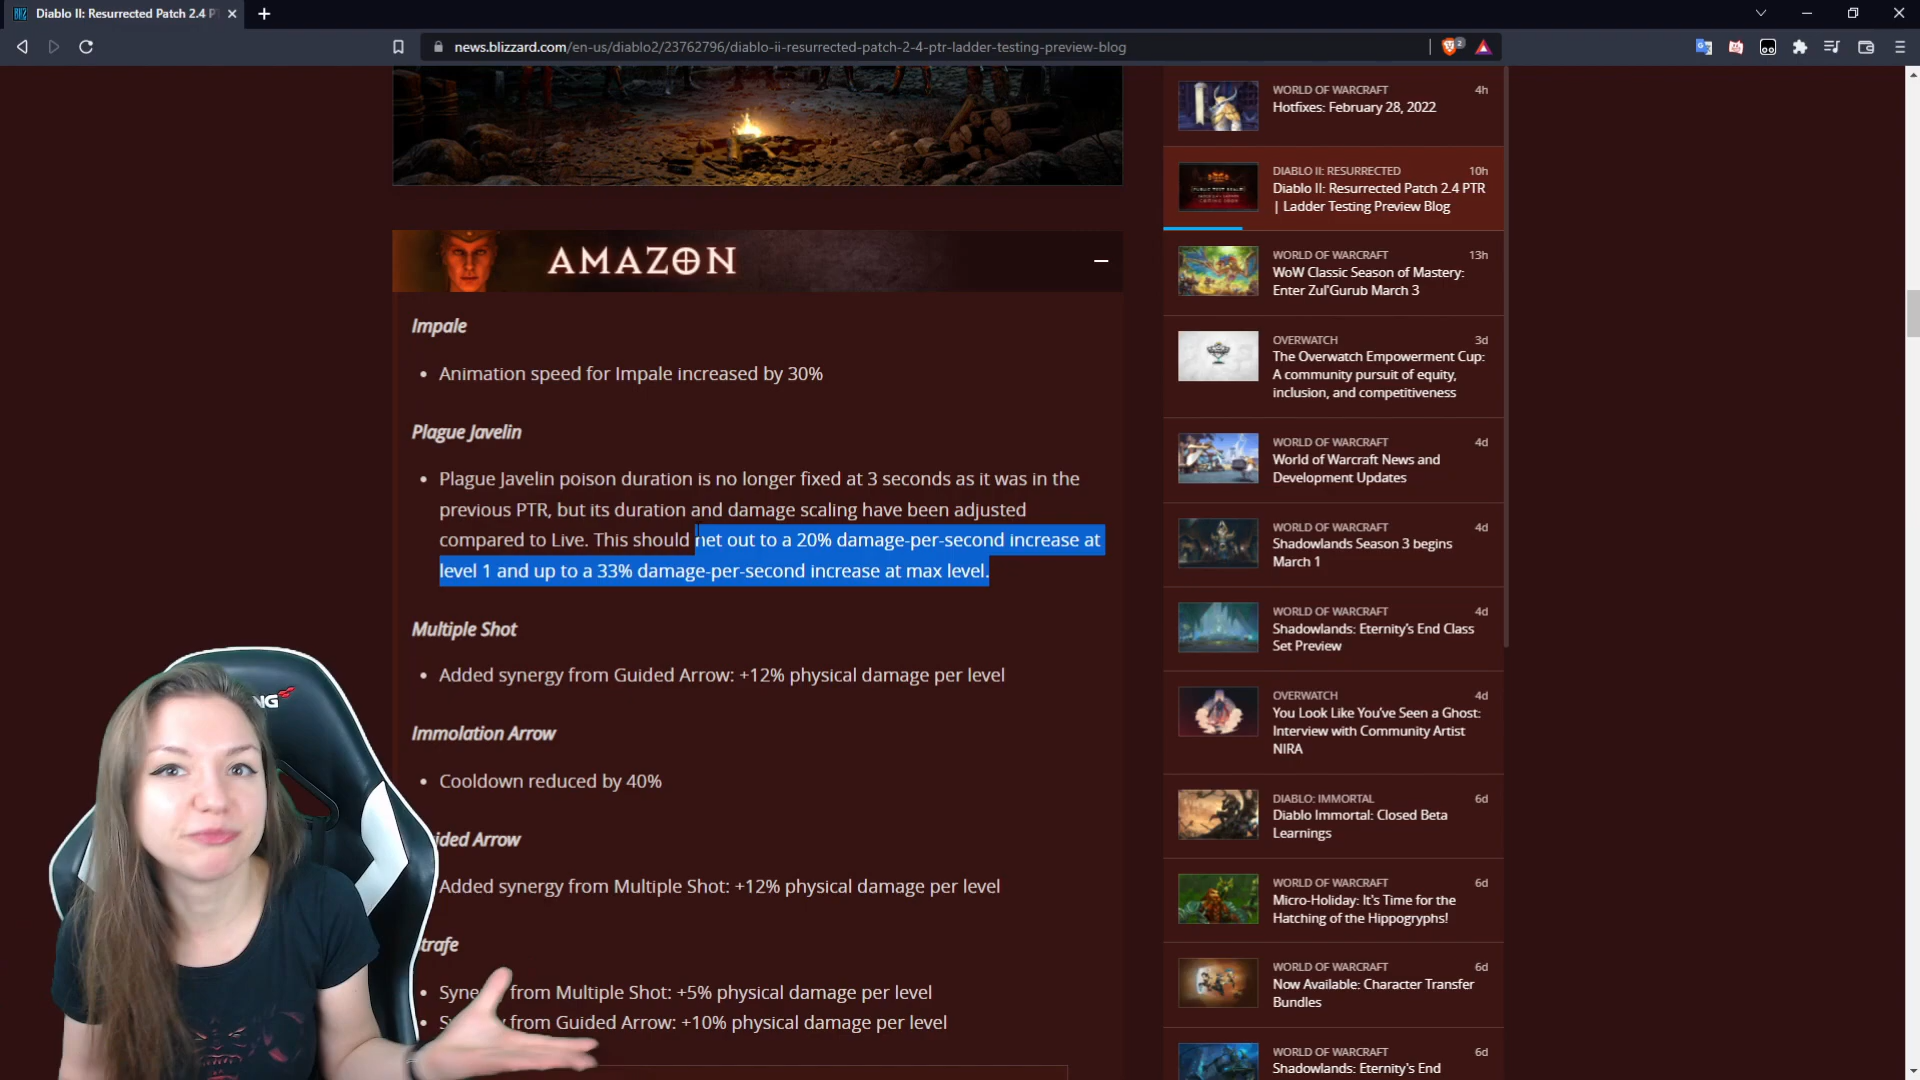 Diablo II: Resurrected Patch 2.4 P
news.blizzard.com/en-us/diablo2/23762796/diablo-ii-resurrected-patch-2-4-ptr-ladder-testing-preview-blog
2
AMAZON
Impale
Animation speed for Impale increased by 30%
Plague Javelin
Plague Javelin poison duration is no longer fixed at 3 seconds as it was in the
previous PTR, but its duration and damage scaling have been adjusted
compared to Live. This should net out to a 20% damage-per-second increase at
level 1 and up to a 33% damage-per-second increase at max level.
Multiple Shot
Added synergy from Guided Arrow: +12% physical damage per level
Immolation Arrow
Cooldown reduced by 40%
ided Arrow
Added synergy from Multiple Shot: +12% physical damage per level
trafe
Syne from Multiple Shot: +5% physical damage per level
from Guided Arrow: +10% physical damage per level
WORLD OF WARCRAFT 4h
Hotfixes: February 28, 2022
DIABLO II: RESURRECTED 10h
Diablo II: Resurrected Patch 2.4 PTR
| Ladder Testing Preview Blog
WORLD OF WARCRAFT 13h
WoW Classic Season of Mastery:
Enter Zul'Gurub March 3
OVERWATCH 3d
The Overwatch Empowerment Cup:
A community pursuit of equity,
inclusion, and competitiveness
WORLD OF WARCRAFT 4d
World of Warcraft News and
Development Updates
WORLD OF WARCRAFT 4d
Shadowlands Season 3 begins
March 1
WORLD OF WARCRAFT 4d
Shadowlands: Eternity's End Class
Set Preview
OVERWATCH 4d
You Look Like You've Seen a Ghost:
Interview with Community Artist
NIRA
DIABLO: IMMORTAL 6d
Diablo Immortal: Closed Beta
Learnings
WORLD OF WARCRAFT 6d
Micro-Holiday: It's Time for the
Hatching of the Hippogryphs!
WORLD OF WARCRAFT 6d
Now Available: Character Transfer
Bundles
WORLD OF WARCRAFT 6d
Shadowlands: Eternity's End
NG